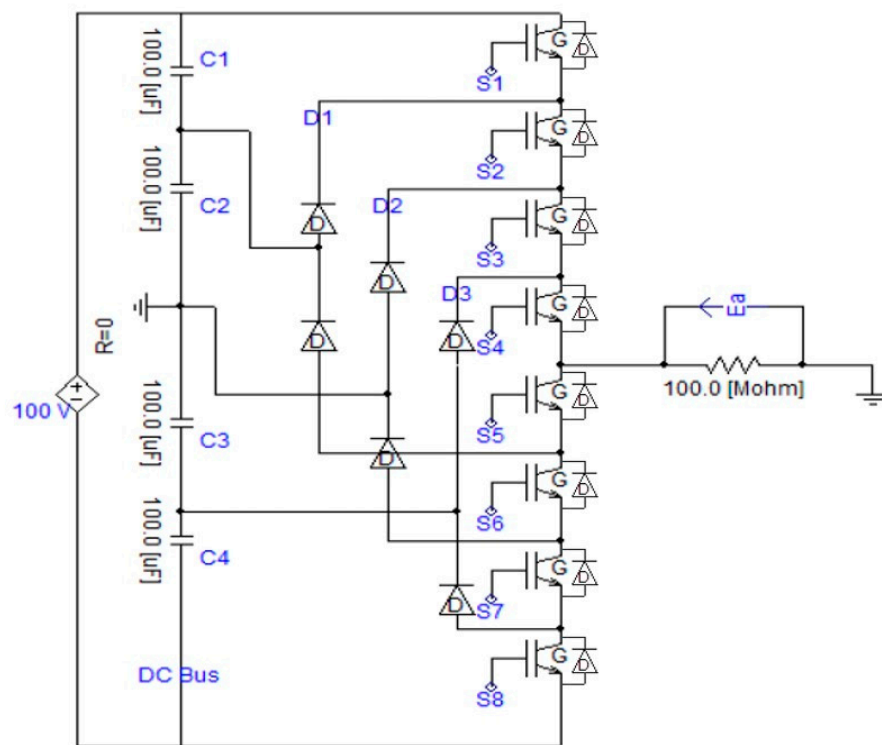 100.0 [uF]
C1
G
D
S1
D1
G
D
S2
100.0 [uF]
C2
D2
D
G
D
S3
D
D3
G
D
S4
D
D
Ea
R=0
100 V
100.0 [Mohm]
100.0 [uF]
C3
G
D
S5
D
G
D
S6
100.0 [uF]
C4
G
D
S7
D
G
D
S8
DC Bus